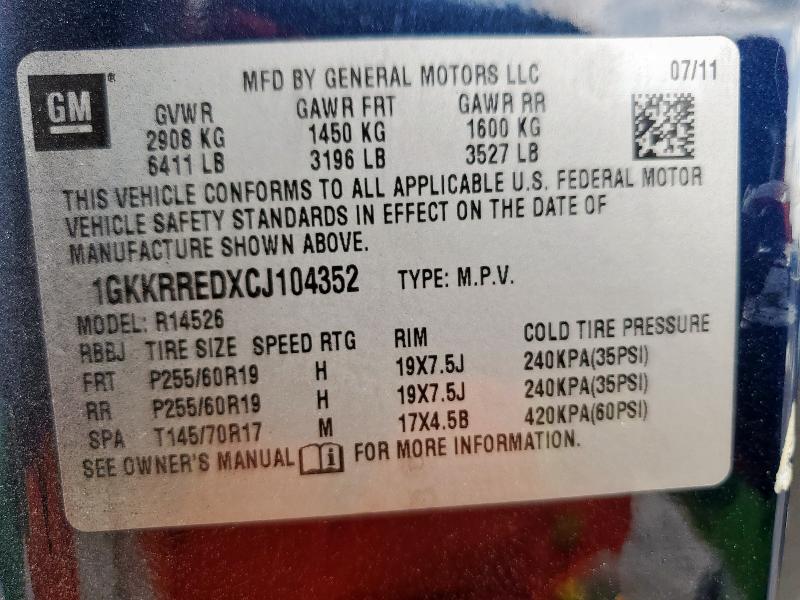 GM®
MFD BY GENERAL MOTORS LLC 07/11
GVWR GAWR FRT GAWR RR
2908 KG 1450 KG 1600 KG
6411 LB 3196 LB 3527 LB
THIS VEHICLE CONFORMS TO ALL APPLICABLE U.S. FEDERAL MOTOR
VEHICLE SAFETY STANDARDS IN EFFECT ON THE DATE OF
MANUFACTURE SHOWN ABOVE.
1GKKRREDXCJ104352 TYPE: M.P.V.
MODEL: R14526
RBBJ TIRE SIZE SPEED RTG RIM COLD TIRE PRESSURE
FRT P255/60R19 H 19X7.5J 240KPA(35PSI)
RR P255/60R19 H 19X7.5J 240KPA(35PSI)
SPA T145/70R17 M 17X4.5B 420KPA(60PSI)
SEE OWNER'S MANUAL i FOR MORE INFORMATION.